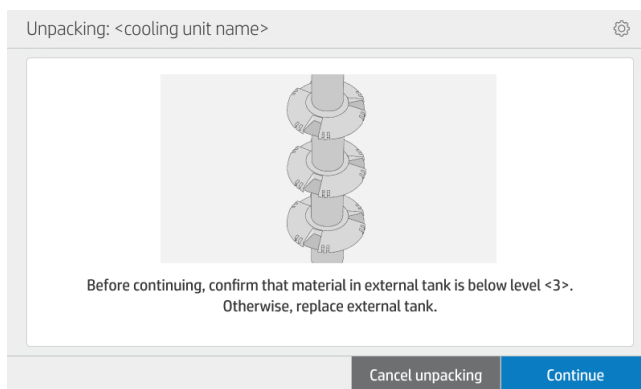 Unpacking: <cooling unit name>
Before continuing, confirm that material in external tank is below level <3>.
Otherwise, replace external tank.
Cancel unpacking
Continue